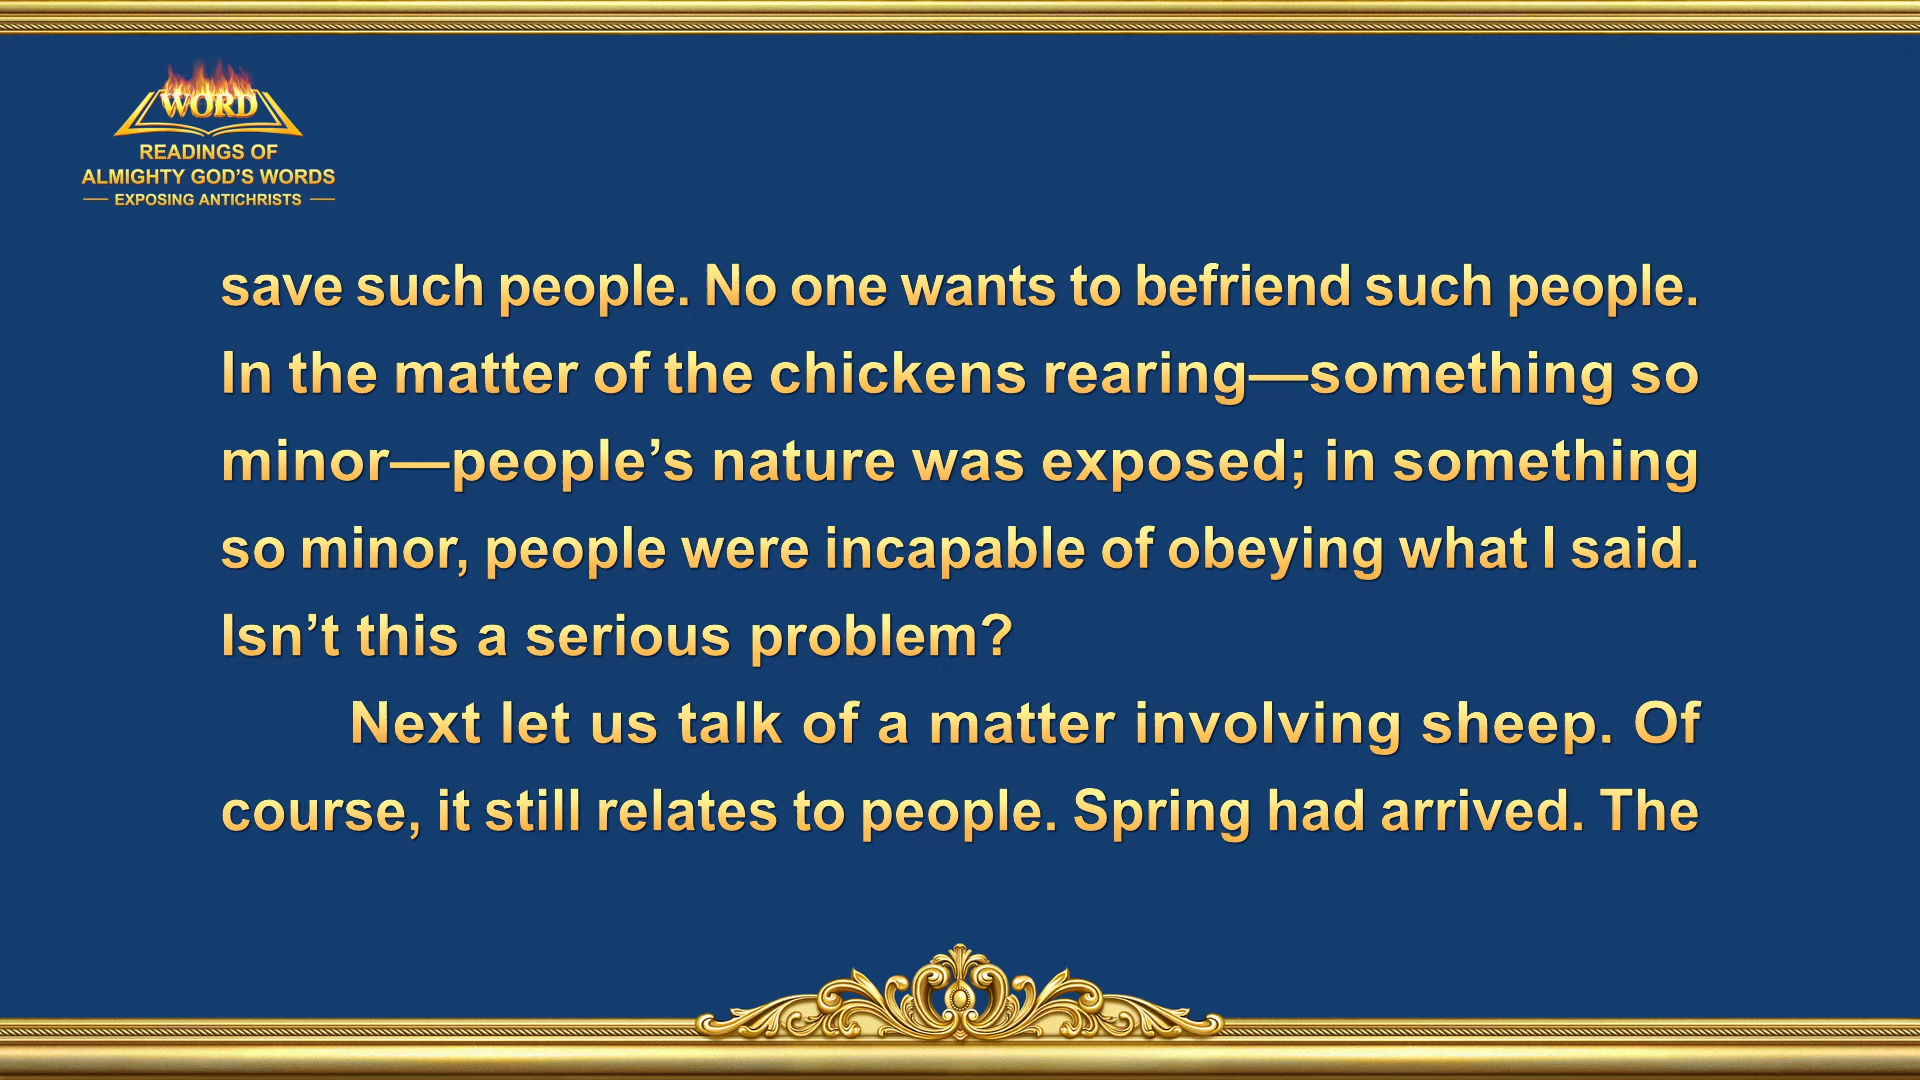 WORD
READINGS OF
ALMIGHTY GOD’S WORDS
EXPOSING ANTICHRISTS
save such people. No one wants to befriend such people.
In the matter of the chickens rearing—something so
minor—people’s nature was exposed; in something
so minor, people were incapable of obeying what I said.
Isn’t this a serious problem?
Next let us talk of a matter involving sheep. Of
course, it still relates to people. Spring had arrived. The